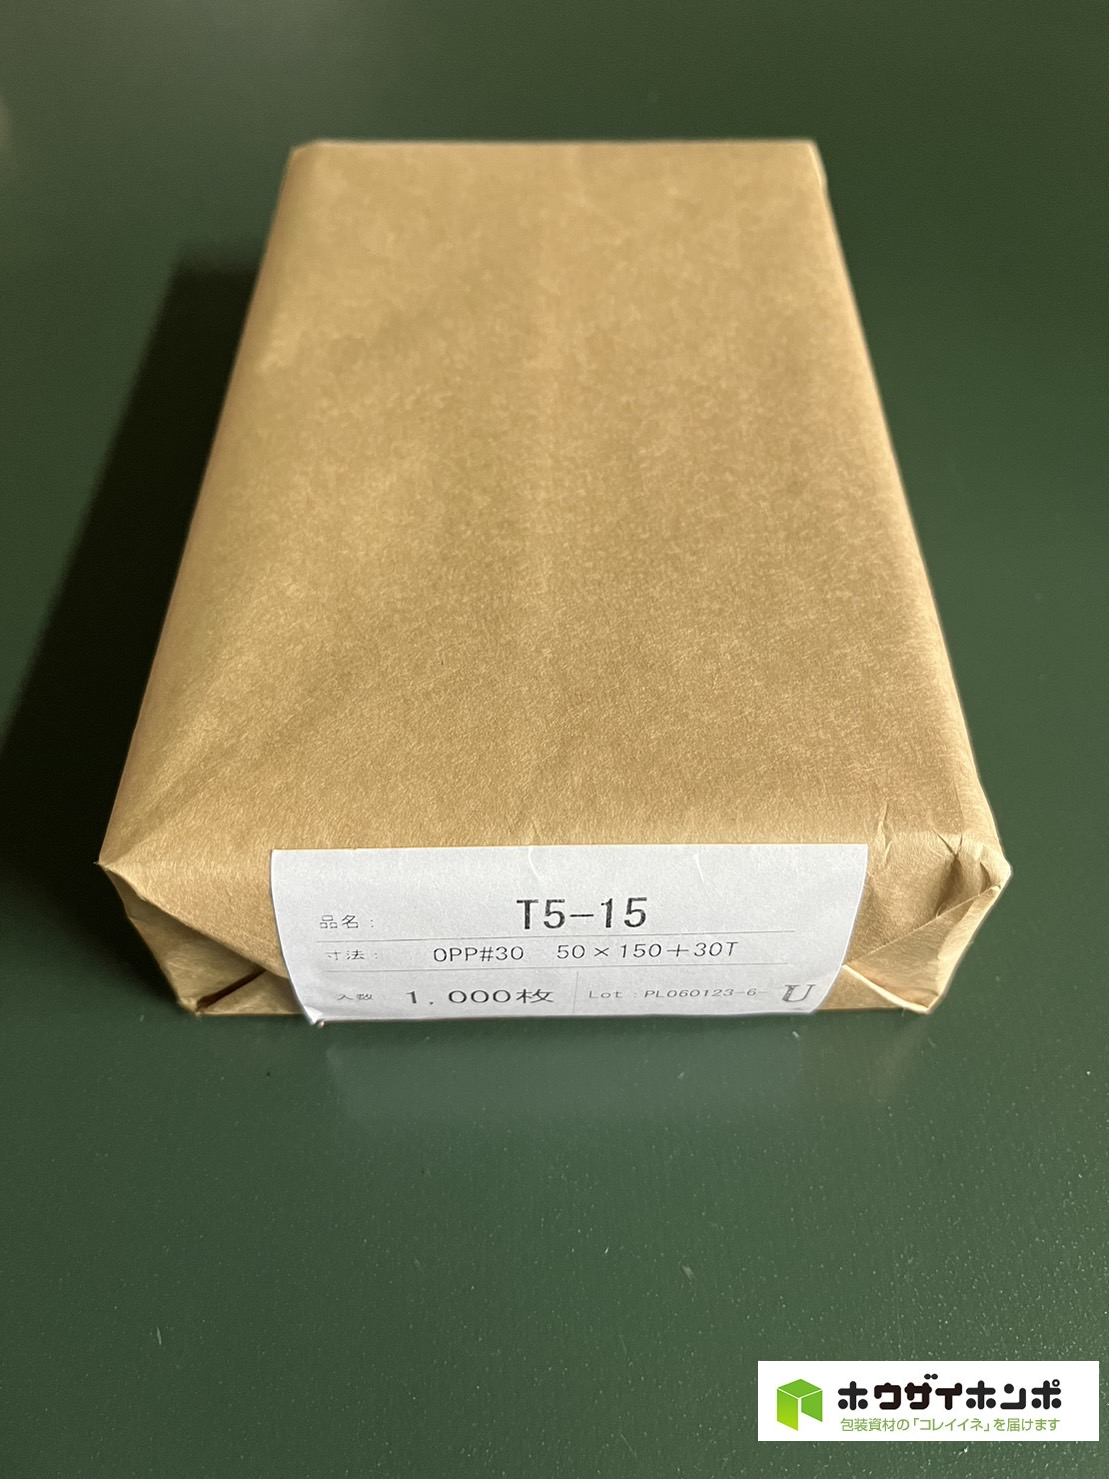 品名： T5-15
寸法： OPP#30 50×150+30T
入数 1,000枚 Lot：PL060123-6- U
ホウザイホンポ
包装資材の「コレイイネ」を届けます